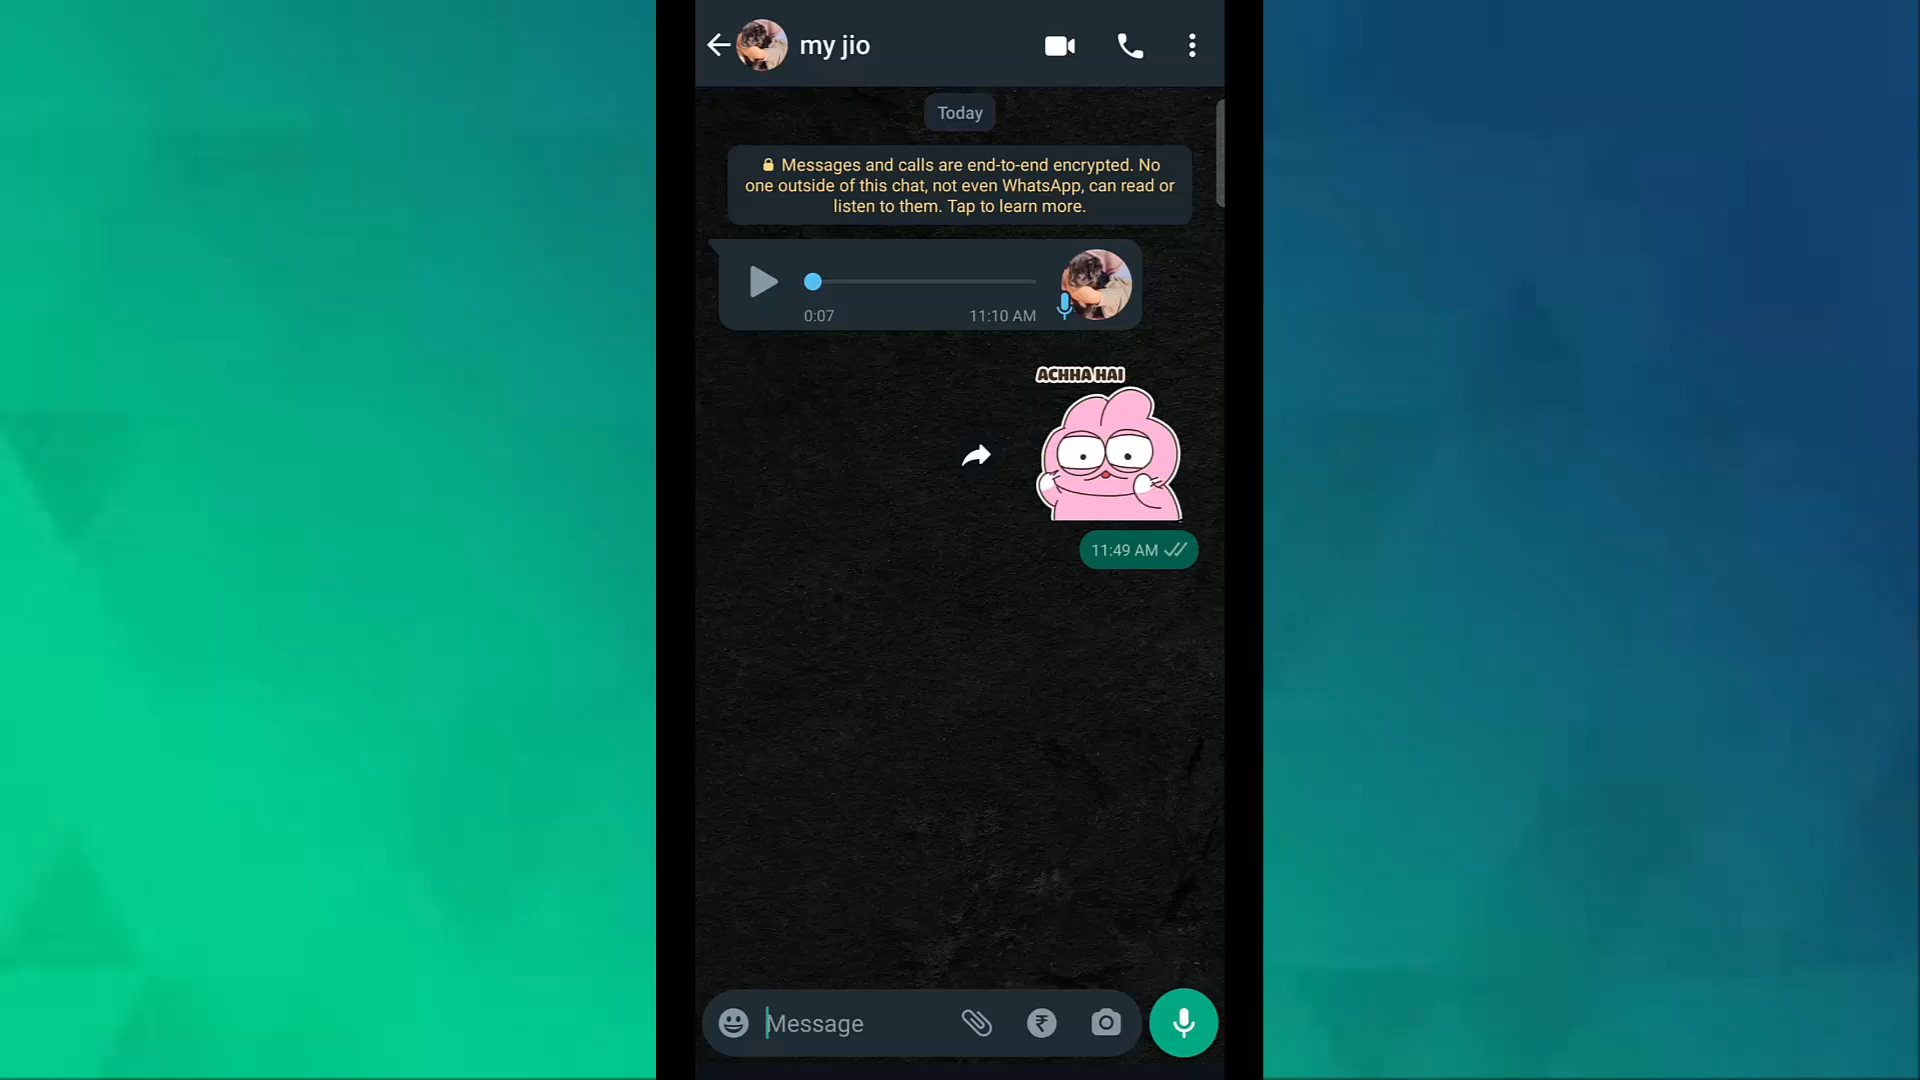 my jio
Today
Messages and calls are end-to-end encrypted. No
one outside of this chat, not even WhatsApp, can read or
listen to them. Tap to learn more.
0:07
11:10 AM
ACHHA HAI
11:49 AM
Message
₹